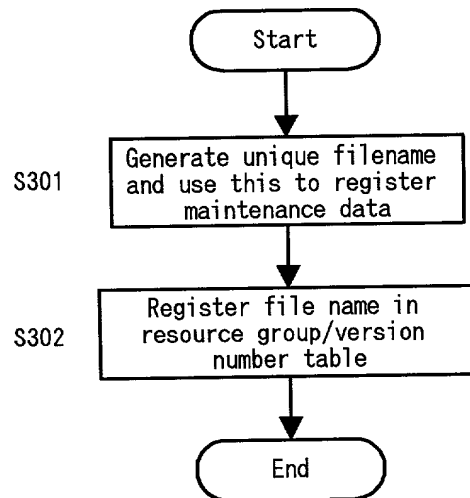 Start
S301
Generate unique filename
and use this to register
maintenance data
S302
Register file name in
resource group/version
number table
End